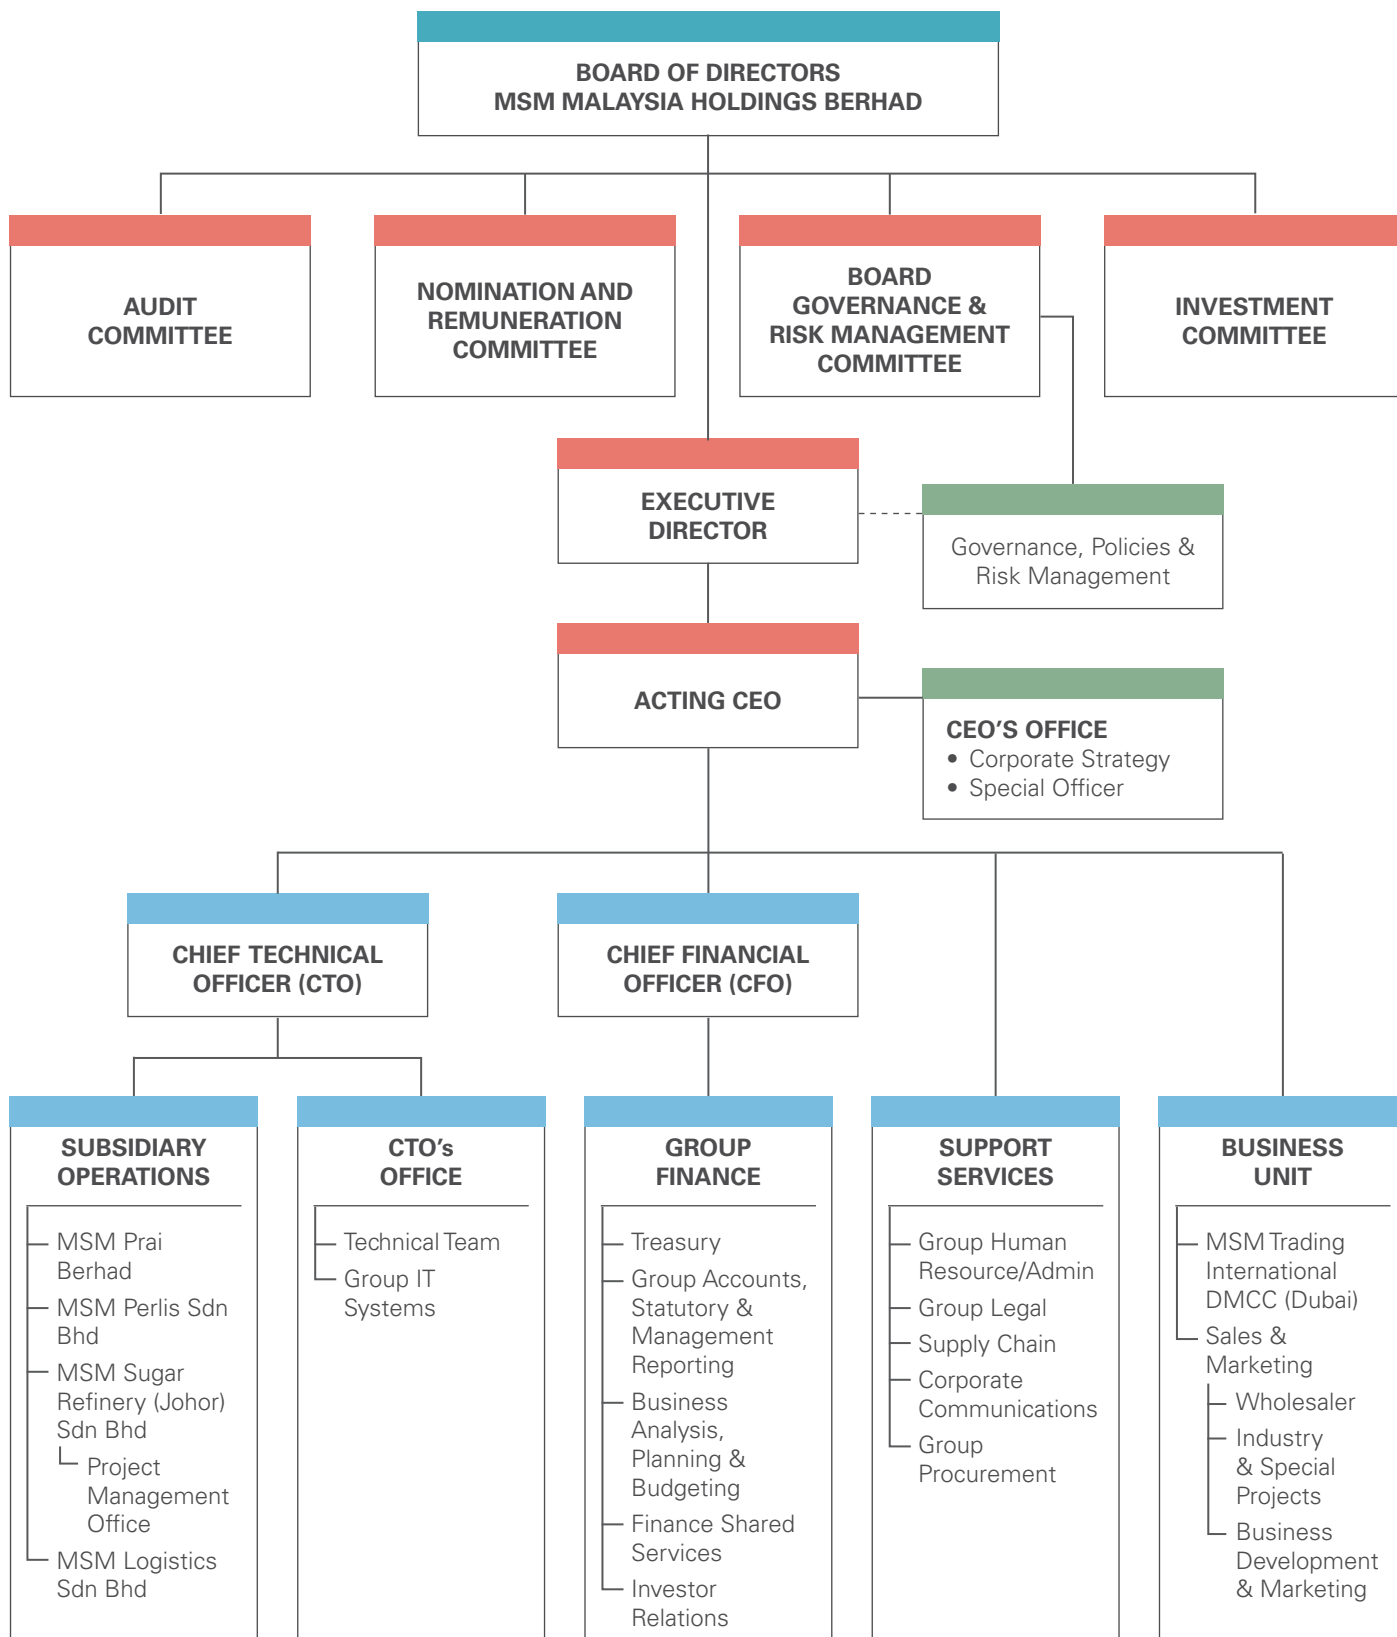 BOARD OF DIRECTORS
MSM MALAYSIA HOLDINGS BERHAD
AUDIT
COMMITTEE
NOMINATION AND
REMUNERATION
COMMITTEE
BOARD
GOVERNANCE &
RISK MANAGEMENT
COMMITTEE
INVESTMENT
COMMITTEE
EXECUTIVE
DIRECTOR
Governance, Policies &
Risk Management
ACTING CEO
CEO'S OFFICE
• Corporate Strategy
• Special Officer
CHIEF TECHNICAL
OFFICER (CTO)
CHIEF FINANCIAL
OFFICER (CFO)
SUBSIDIARY
OPERATIONS
MSM Prai
Berhad
MSM Perlis Sdn
Bhd
MSM Sugar
Refinery (Johor)
Sdn Bhd
Project
Management
Office
MSM Logistics
Sdn Bhd
CTO's
OFFICE
Technical Team
Group IT
Systems
GROUP
FINANCE
Treasury
Group Accounts,
Statutory &
Management
Reporting
Business
Analysis,
Planning &
Budgeting
Finance Shared
Services
Investor
Relations
SUPPORT
SERVICES
Group Human
Resource/Admin
Group Legal
Supply Chain
Corporate
Communications
Group
Procurement
BUSINESS
UNIT
MSM Trading
International
DMCC (Dubai)
Sales &
Marketing
Wholesaler
Industry
& Special
Projects
Business
Development
& Marketing